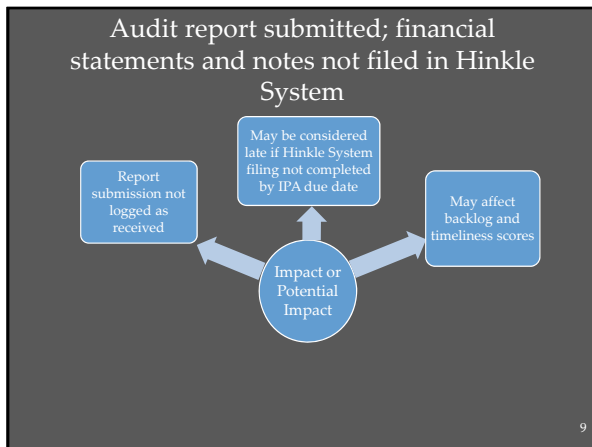 Audit report submitted; financial
statements and notes not filed in Hinkle
System
May be considered
late if Hinkle System
filing not completed
by IPA due date
Report
submission not
logged as
received
May affect
backlog and
timeliness scores
Impact or
Potential
Impact
9